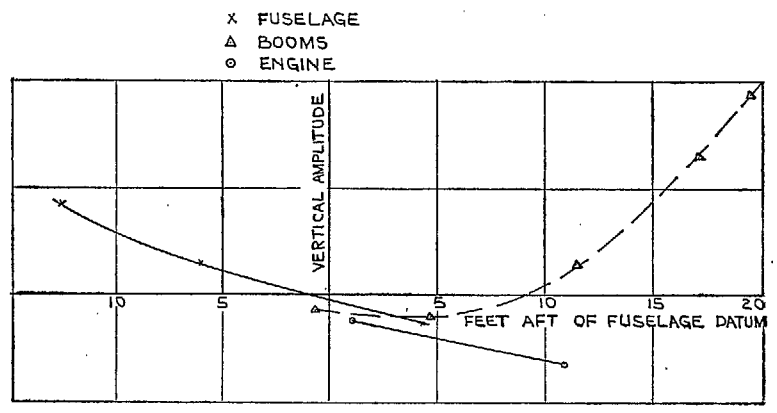 x FUSELAGE
△ BOOMS
○ ENGINE
VERTICAL AMPLITUDE
10 5 5 10 15 20
FEET AFT OF FUSELAGE DATUM